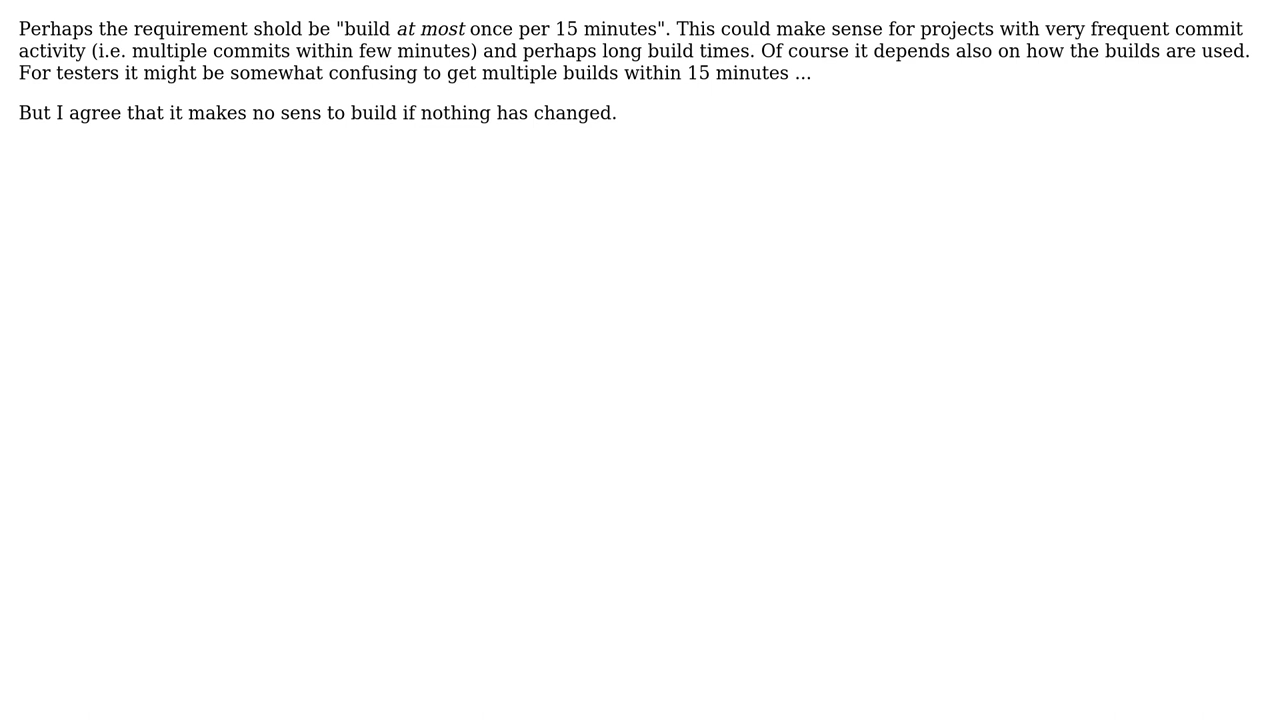 Perhaps the requirement shold be "build at most once per 15 minutes". This could make sense for projects with very frequent commit
activity (i.e. multiple commits within few minutes) and perhaps long build times. Of course it depends also on how the builds are used.
For testers it might be somewhat confusing to get multiple builds within 15 minutes ...
But I agree that it makes no sens to build if nothing has changed.